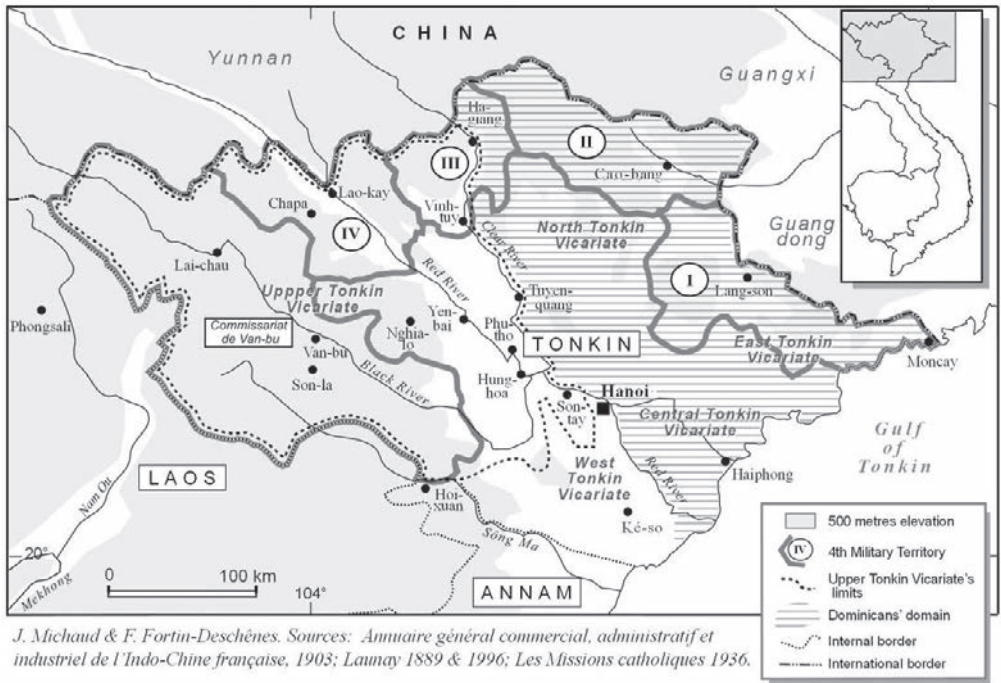 CHINA
Yunnan
Guangxi
Ha-
giang
III
II
Cao-bang
Lao-kay
Chapa
Vinh-
tuy
IV
Clear River
North Tonkin
Vicariate
Guang
dong
I
Lang-son
Lai-chau
Red River
Uppper Tonkin
Vicariate
Tuyen-
quang
Phongsali
Commissariat
de Van-bu
Nghia-
lo
Yen-
bai
Phu-
tho
TONKIN
East Tonkin
Vicariate
Moncay
Van-bu
Son-la
Black River
Hung-
hoa
Hanoi
Son-
tay
Central Tonkin
Vicariate
Gulf
of
Tonkin
LAOS
West
Tonkin
Vicariate
Red River
Haiphong
Nam Ou
Hoi-
xuan
Ké-so
Sông Ma
20°
Mekhong
0 100 km
104°
ANNAM
500 metres elevation
IV 4th Military Territory
Upper Tonkin Vicariate's
limits
Dominicans' domain
Internal border
International border
J. Michaud & F. Fortin-Deschênes. Sources: Annuaire général commercial, administratif et
industriel de l'Indo-Chine française, 1903; Launay 1889 & 1996; Les Missions catholiques 1936.